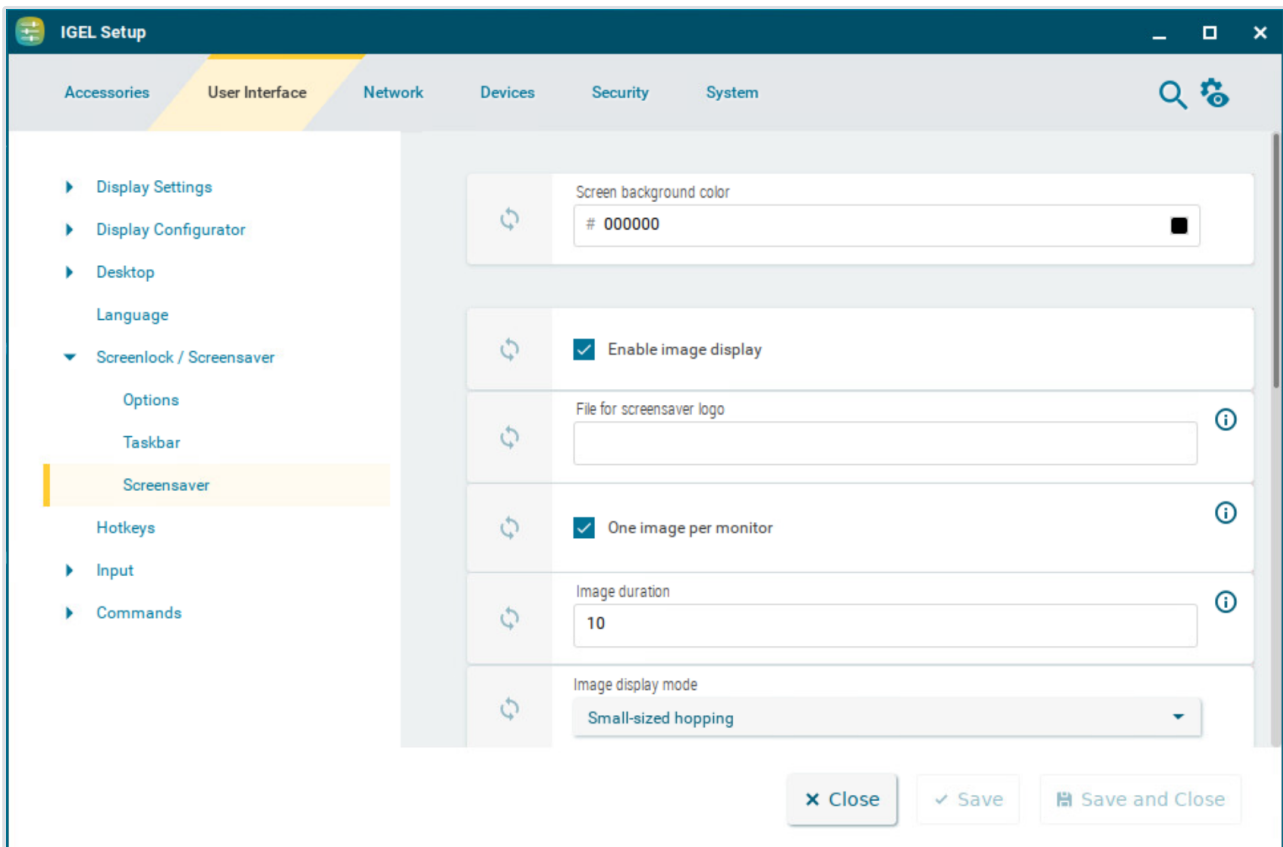 IGEL Setup
Accessories
User Interface
Network
Devices
Security
System
Display Settings
Display Configurator
Desktop
Language
Screenlock / Screensaver
Options
Taskbar
Screensaver
Hotkeys
Input
Commands
Screen background color
# 000000
Enable image display
File for screensaver logo
One image per monitor
Image duration
10
Image display mode
Small-sized hopping
Close
Save
Save and Close